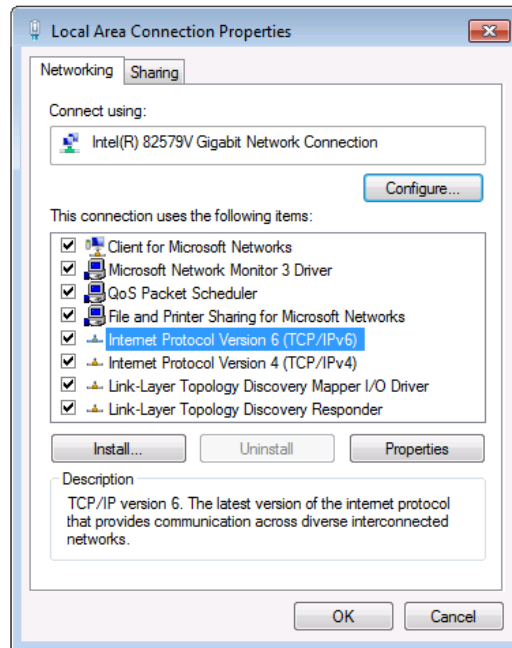 Local Area Connection Properties
Networking
Sharing
Connect using:
Intel(R) 82579V Gigabit Network Connection
Configure...
This connection uses the following items:
Client for Microsoft Networks
Microsoft Network Monitor 3 Driver
QoS Packet Scheduler
File and Printer Sharing for Microsoft Networks
Internet Protocol Version 6 (TCP/IPv6)
Internet Protocol Version 4 (TCP/IPv4)
Link-Layer Topology Discovery Mapper I/O Driver
Link-Layer Topology Discovery Responder
Install...
Uninstall
Properties
Description
TCP/IP version 6. The latest version of the internet protocol
that provides communication across diverse interconnected
networks.
OK
Cancel